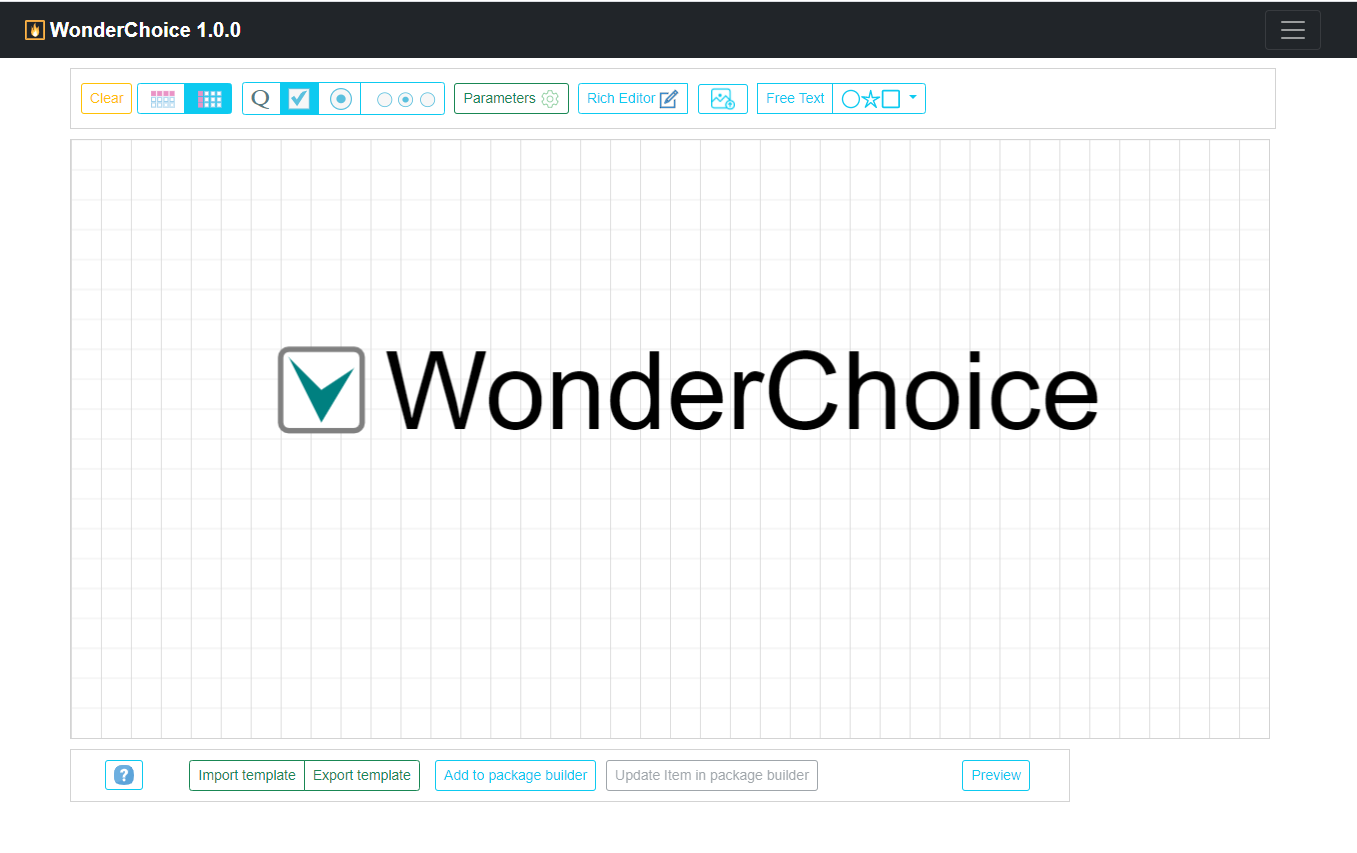 WonderChoice 1.0.0
Clear Q Parameters Rich Editor Free Text
WonderChoice
? Import template Export template Add to package builder Update Item in package builder Preview